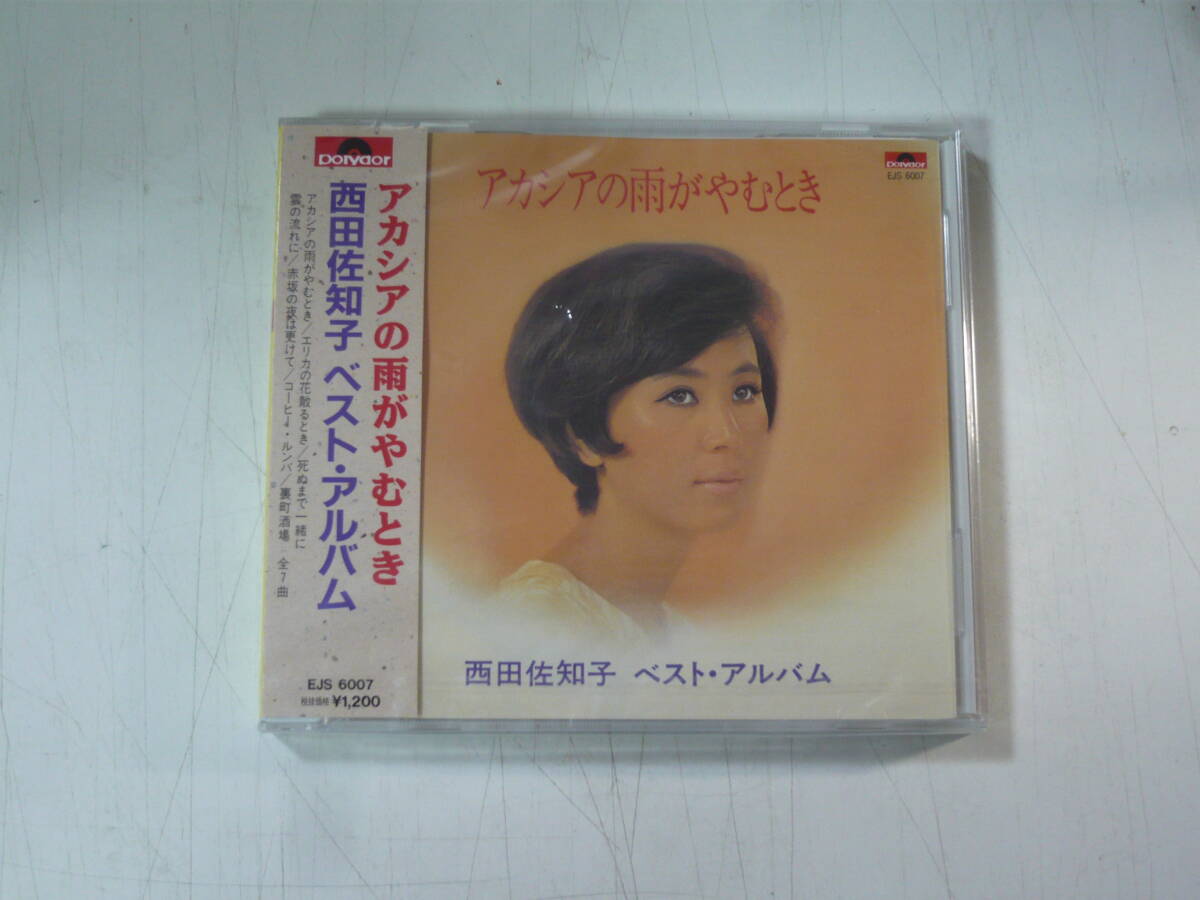 Polydor
アカシアの雨がやむとき
西田佐知子 ベスト・アルバム
アカシアの雨がやむとき/エリカの花散るとき/死ぬまで一緒に
雲の流れに/赤坂の夜は更けて/コーヒー・ルンバ/裏町酒場 全7曲
EJS 6007
税抜価格¥1,200
Polydor
EJS 6007
アカシアの雨がやむとき
西田佐知子 ベスト・アルバム